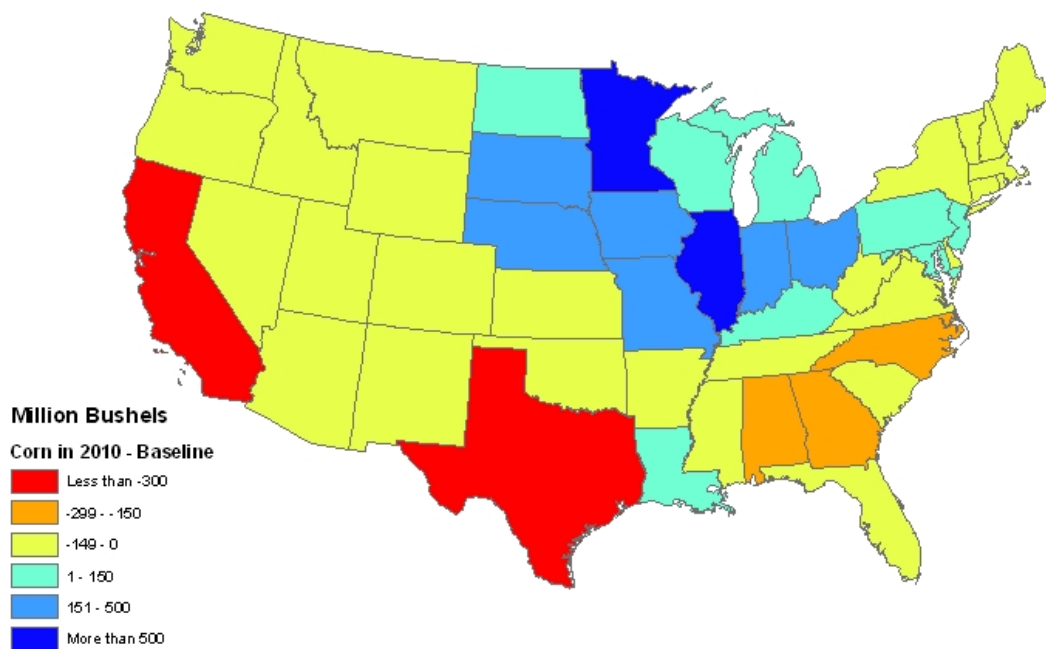 Million Bushels
Corn in 2010 - Baseline
Less than -300
-299 - -150
-149 - 0
1 - 150
151 - 500
More than 500